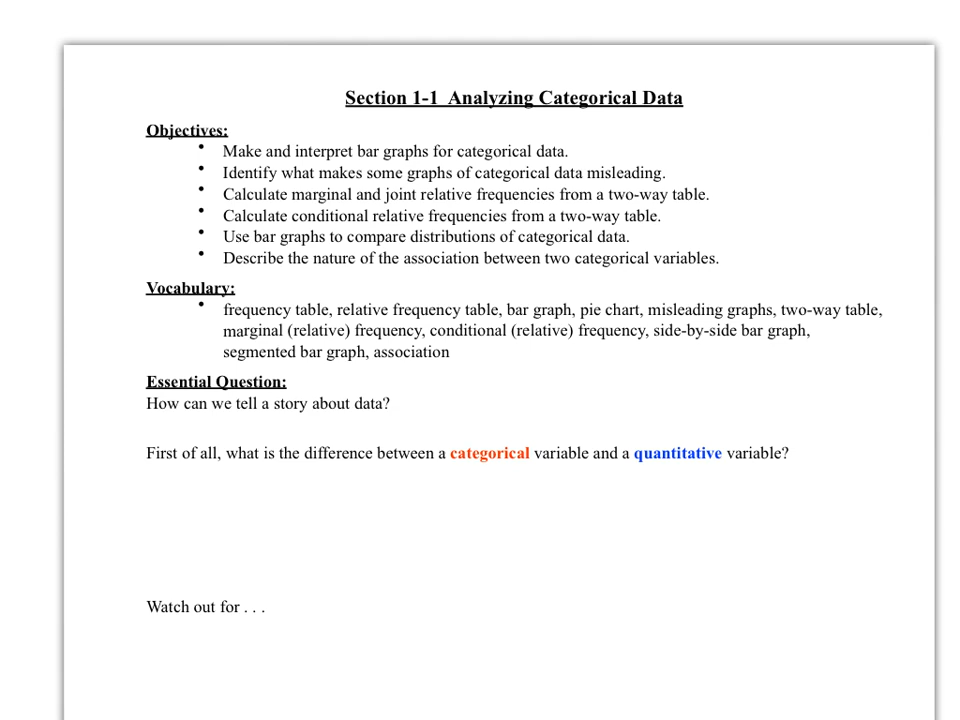 Section 1-1  Analyzing Categorical Data
Objectives:
• Make and interpret bar graphs for categorical data.
• Identify what makes some graphs of categorical data misleading.
• Calculate marginal and joint relative frequencies from a two-way table.
• Calculate conditional relative frequencies from a two-way table.
• Use bar graphs to compare distributions of categorical data.
• Describe the nature of the association between two categorical variables.
Vocabulary:
• frequency table, relative frequency table, bar graph, pie chart, misleading graphs, two-way table,
marginal (relative) frequency, conditional (relative) frequency, side-by-side bar graph,
segmented bar graph, association
Essential Question:
How can we tell a story about data?
First of all, what is the difference between a categorical variable and a quantitative variable?
Watch out for . . .